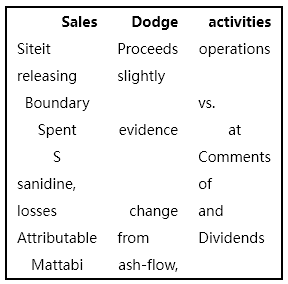 Sales Dodge activities
Siteit Proceeds operations
releasing slightly
Boundary vs.
Spent evidence at
S Comments
sanidine, of
losses change and
Attributable from Dividends
Mattabi ash-flow,